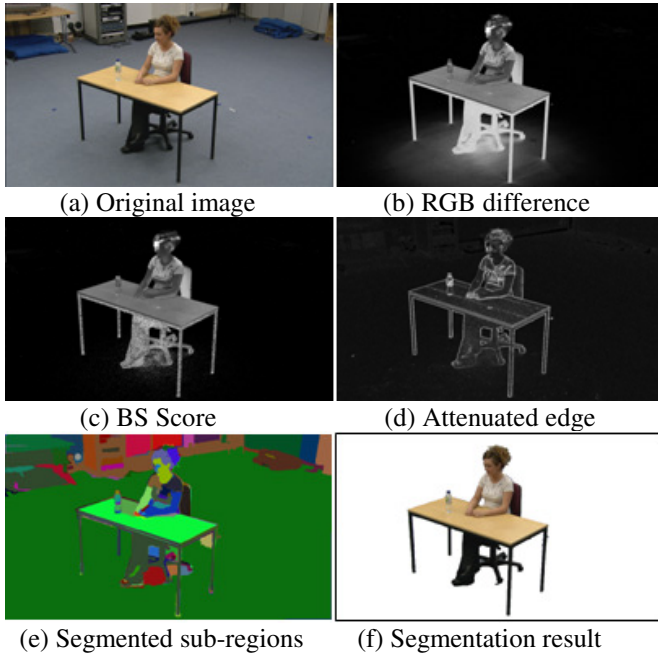 (a) Original image
(b) RGB difference
(c) BS Score
(d) Attenuated edge
(e) Segmented sub-regions
(f) Segmentation result